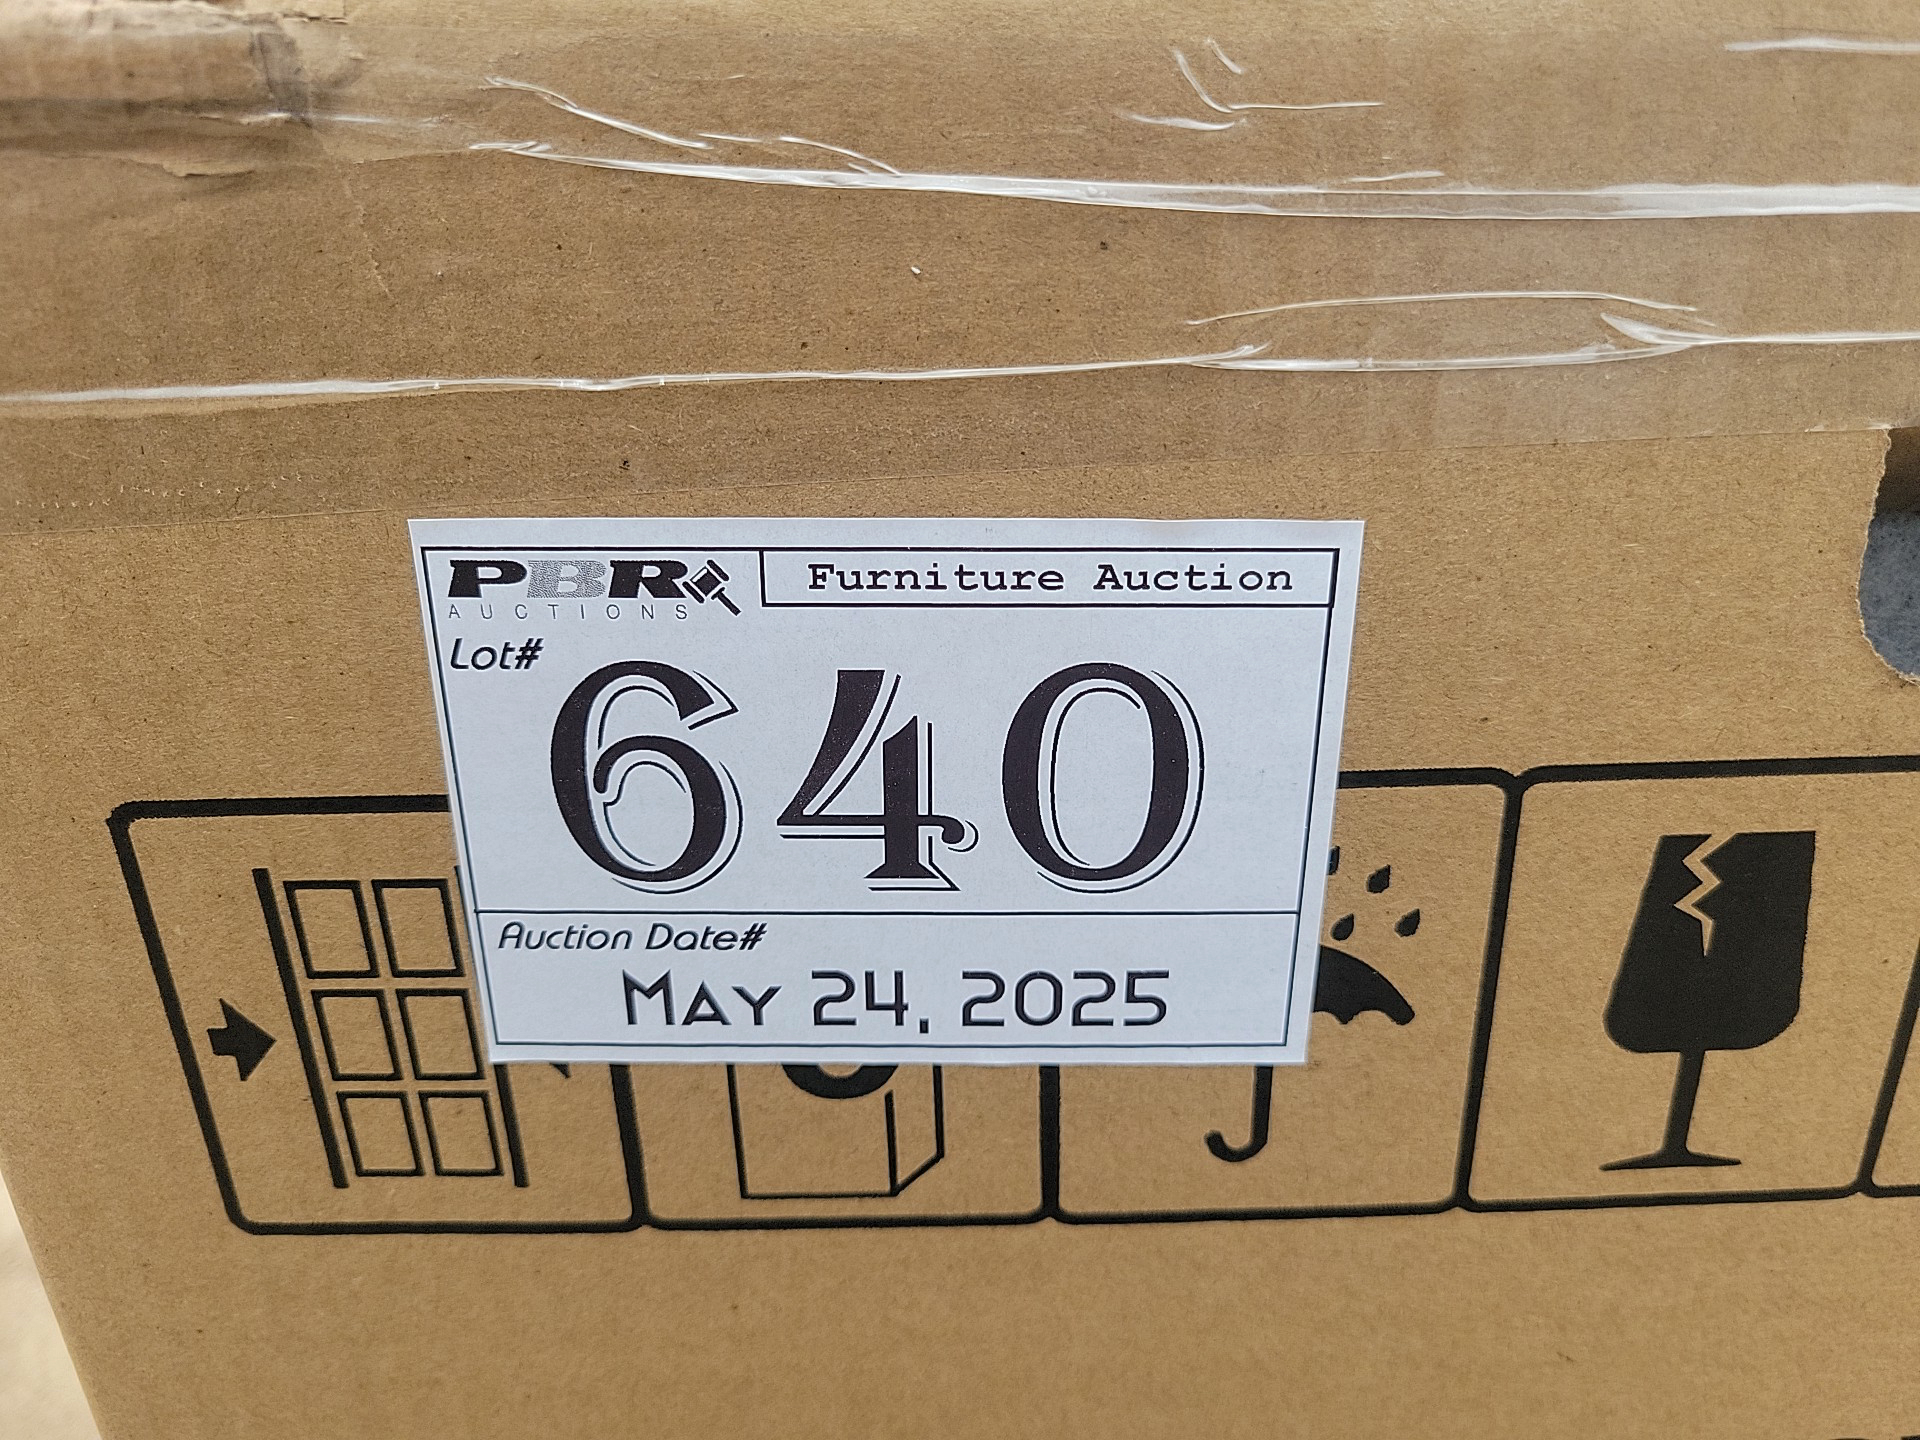 PBR
AUCTIONS
Furniture Auction
Lot#
640
Auction Date#
May 24, 2025